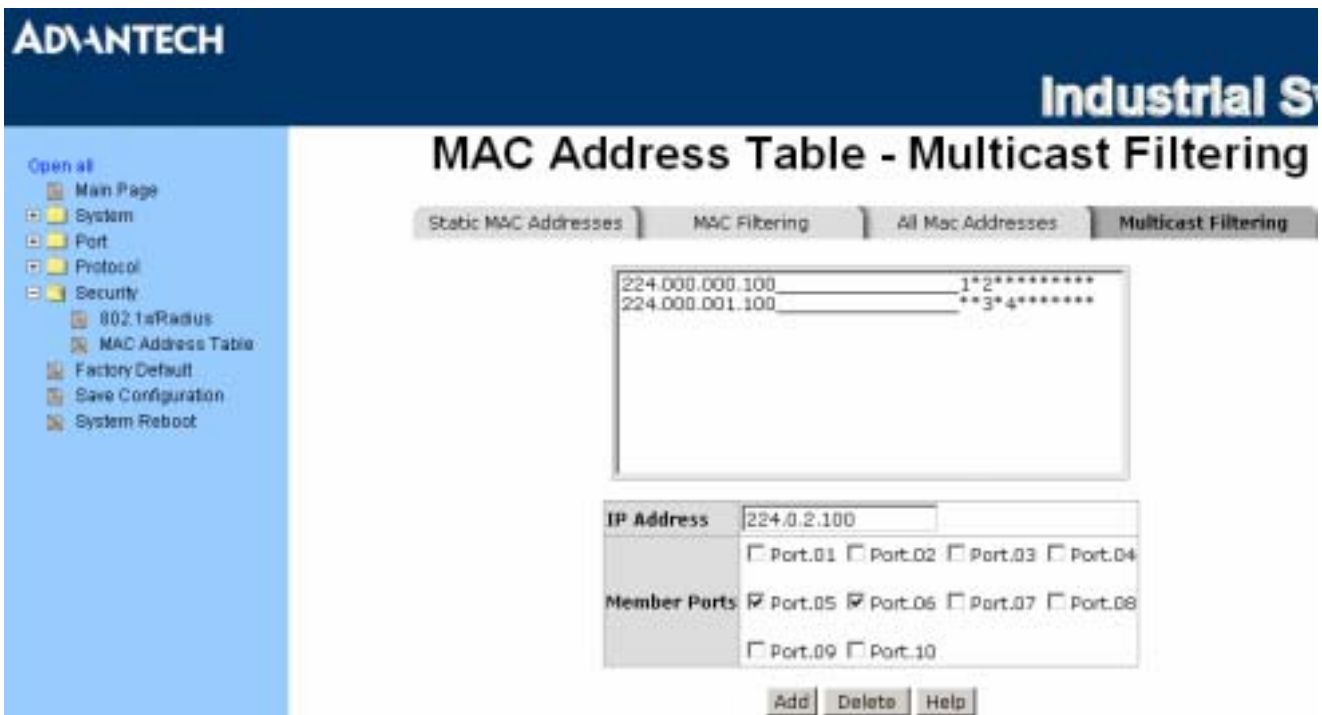 ADVANTECH
Industrial S
MAC Address Table - Multicast Filtering
Open all
Main Page
System
Port
Protocol
Security
802.1x/Radius
MAC Address Table
Factory Default
Save Configuration
System Reboot
Static MAC Addresses
MAC Filtering
All Mac Addresses
Multicast Filtering
224.000.000.100____________________1*2*********
224.000.001.100____________________**3*4*******
IP Address
224.0.2.100
Member Ports
Port.01 Port.02 Port.03 Port.04
Port.05 Port.06 Port.07 Port.08
Port.09 Port.10
Add Delete Help